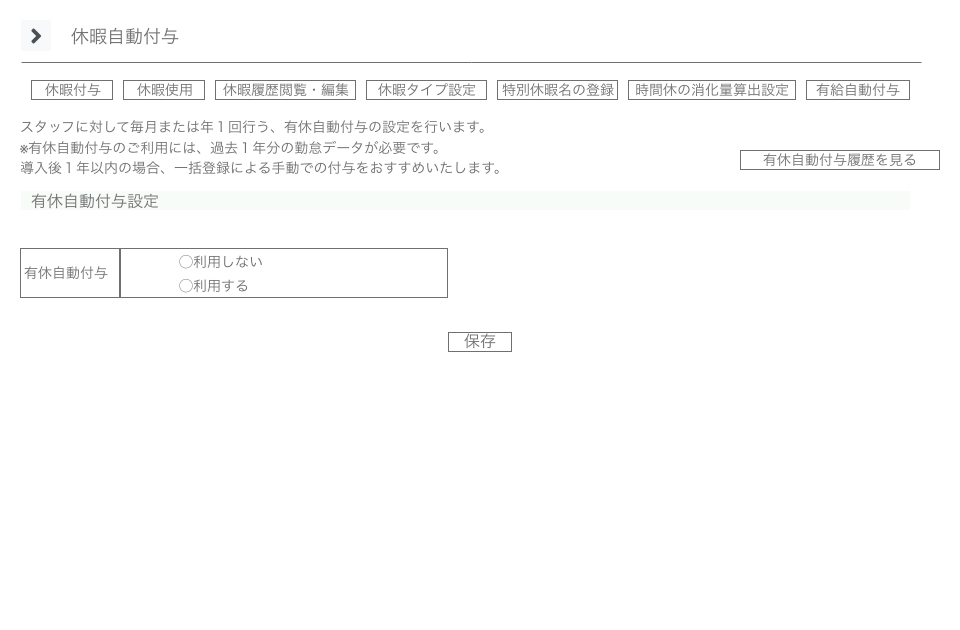 休暇自動付与
休暇付与 休暇使用 休暇履歴閲覧・編集 休暇タイプ設定 特別休暇名の登録 時間休の消化量算出設定 有給自動付与
スタッフに対して毎月または年１回行う、有休自動付与の設定を行います。
※有休自動付与のご利用には、過去１年分の勤怠データが必要です。
導入後１年以内の場合、一括登録による手動での付与をおすすめいたします。
有休自動付与履歴を見る
有休自動付与設定
有休自動付与
◯利用しない
◯利用する
保存